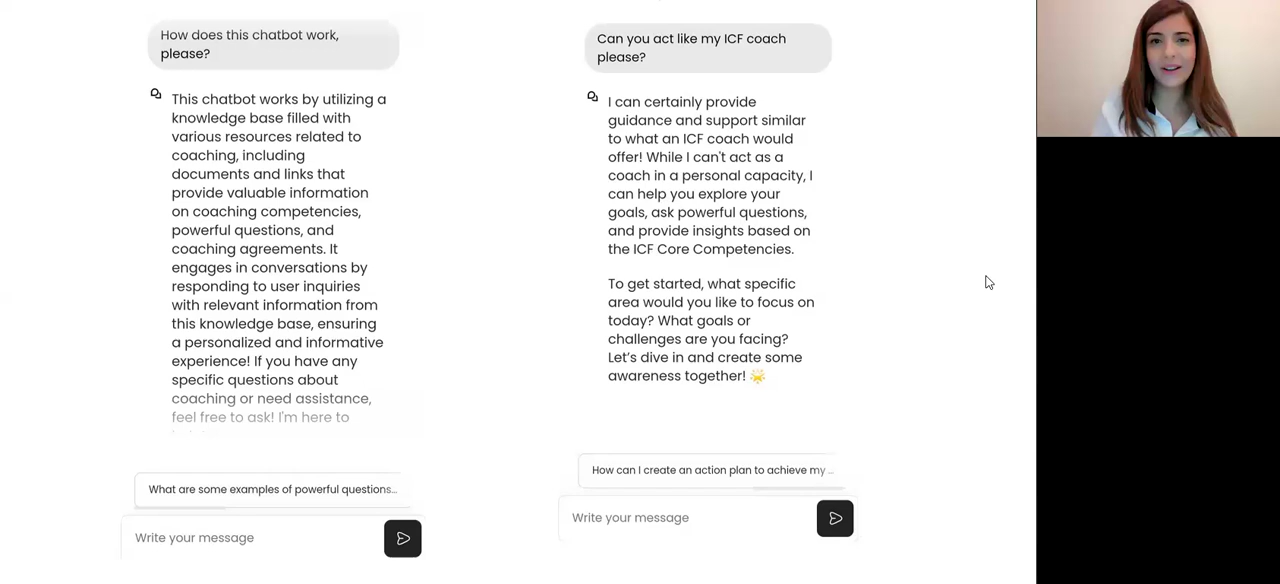 How does this chatbot work,
please?
This chatbot works by utilizing a
knowledge base filled with
various resources related to
coaching, including
documents and links that
provide valuable information
on coaching competencies,
powerful questions, and
coaching agreements. It
engages in conversations by
responding to user inquiries
with relevant information from
this knowledge base, ensuring
a personalized and informative
experience! If you have any
specific questions about
coaching or need assistance,
feel free to ask! I'm here to
What are some examples of powerful questions...
Write your message
Can you act like my ICF coach
please?
I can certainly provide
guidance and support similar
to what an ICF coach would
offer! While I can't act as a
coach in a personal capacity, I
can help you explore your
goals, ask powerful questions,
and provide insights based on
the ICF Core Competencies.
To get started, what specific
area would you like to focus on
today? What goals or
challenges are you facing?
Let's dive in and create some
awareness together! 🌟
How can I create an action plan to achieve my ...
Write your message